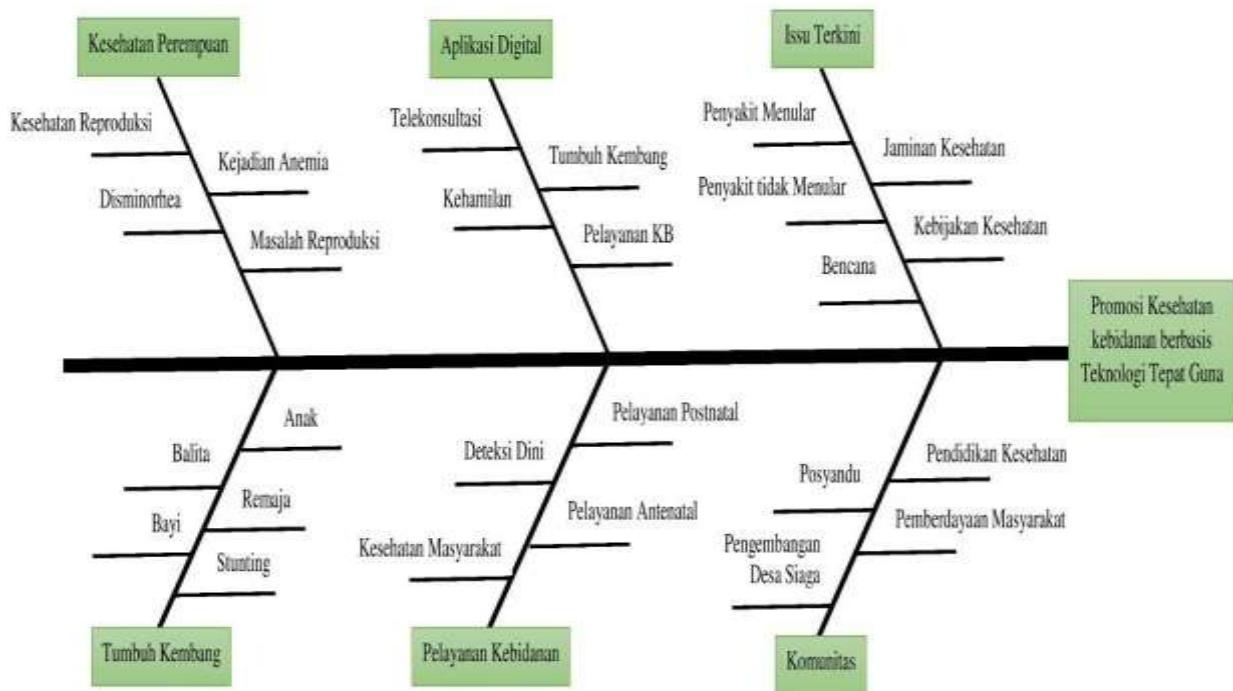 Kesehatan Perempuan
Aplikasi Digital
Issu Terkini
Kesehatan Reproduksi
Kejadian Anemia
Disminorhea
Masalah Reproduksi
Telekonsultasi
Tumbuh Kembang
Kehamilan
Pelayanan KB
Penyakit Menular
Jaminan Kesehatan
Penyakit tidak Menular
Kebijakan Kesehatan
Bencana
Promosi Kesehatan
kebidanan berbasis
Teknologi Tepat Guna
Anak
Balita
Remaja
Bayi
Stunting
Pelayanan Postnatal
Deteksi Dini
Pelayanan Antenatal
Kesehatan Masyarakat
Pendidikan Kesehatan
Posyandu
Pemberdayaan Masyarakat
Pengembangan
Desa Siaga
Tumbuh Kembang
Pelayanan Kebidanan
Komunitas